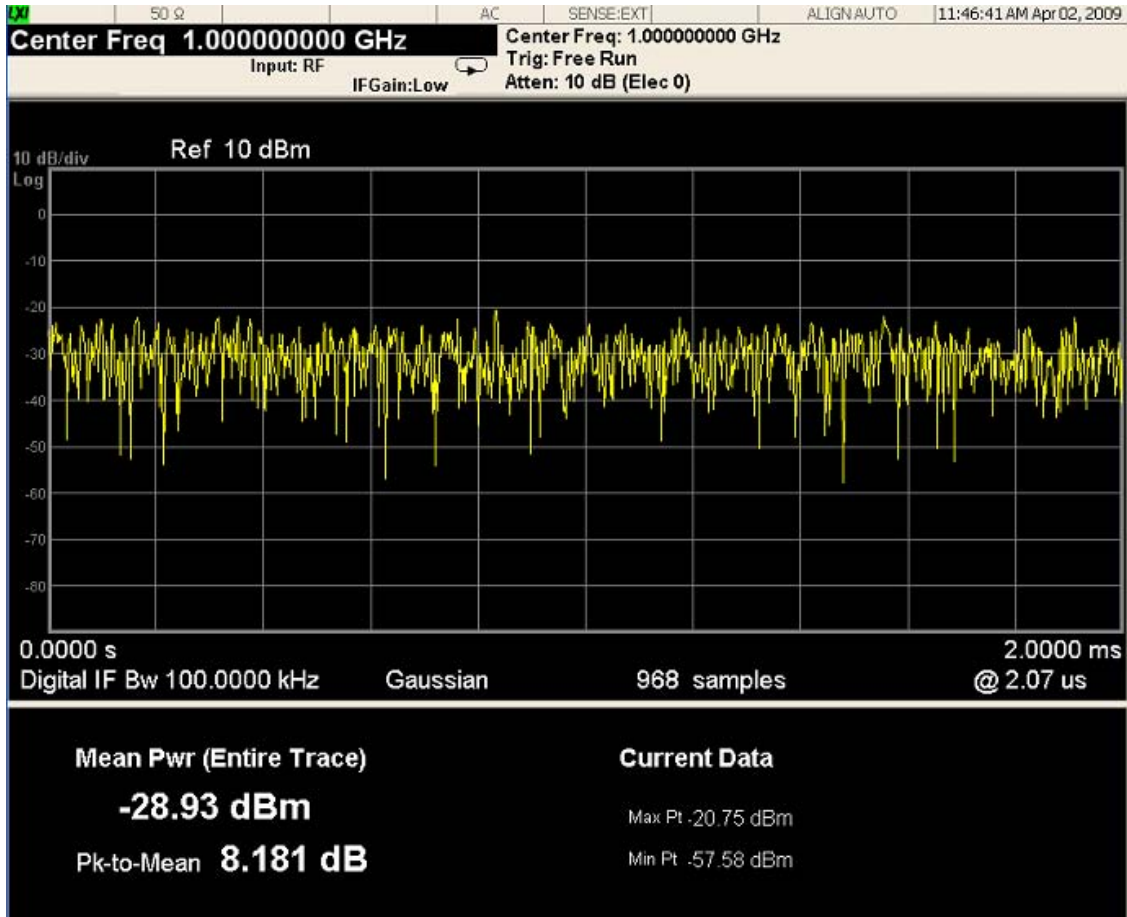 LXI 50 Ω AC SENSE:EXT ALIGN AUTO 11:46:41 AM Apr 02, 2009
Center Freq 1.000000000 GHz
Input: RF
IFGain:Low
Center Freq: 1.000000000 GHz
Trig: Free Run
Atten: 10 dB (Elec 0)
10 dB/div Ref 10 dBm
Log
0
-10
-20
-30
-40
-50
-60
-70
-80
0.0000 s 2.0000 ms
Digital IF Bw 100.0000 kHz Gaussian 968 samples @ 2.07 us
Mean Pwr (Entire Trace)
-28.93 dBm
Pk-to-Mean 8.181 dB
Current Data
Max Pt -20.75 dBm
Min Pt -57.58 dBm